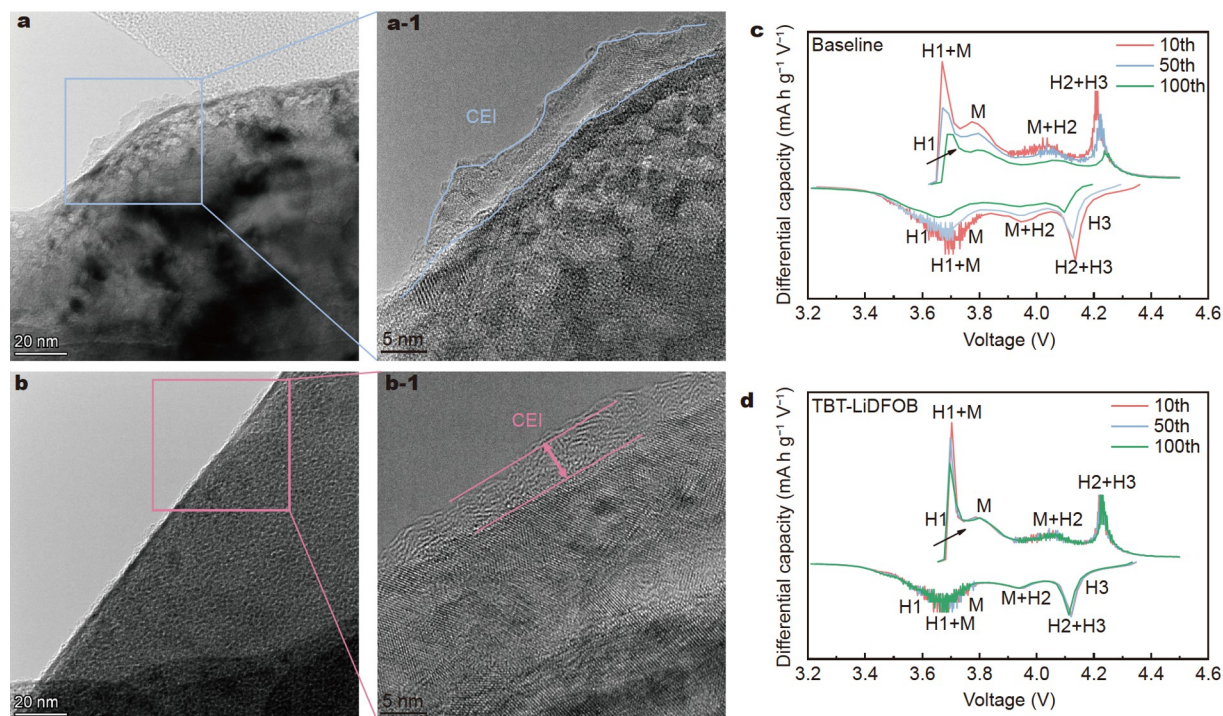 a
20 nm
a-1
CEI
5 nm
b
20 nm
b-1
CEI
5 nm
c
Baseline
10th
50th
100th
H1+M
H2+H3
M
M+H2
H1
H1
M
M+H2
H3
H1+M
H2+H3
Differential capacity (mA h g⁻¹ V⁻¹)
3.2 3.4 3.6 3.8 4.0 4.2 4.4 4.6
Voltage (V)
d
TBT-LiDFOB
10th
50th
100th
H1+M
H2+H3
M
M+H2
H1
H1
M
M+H2
H3
H1+M
H2+H3
Differential capacity (mA h g⁻¹ V⁻¹)
3.2 3.4 3.6 3.8 4.0 4.2 4.4 4.6
Voltage (V)